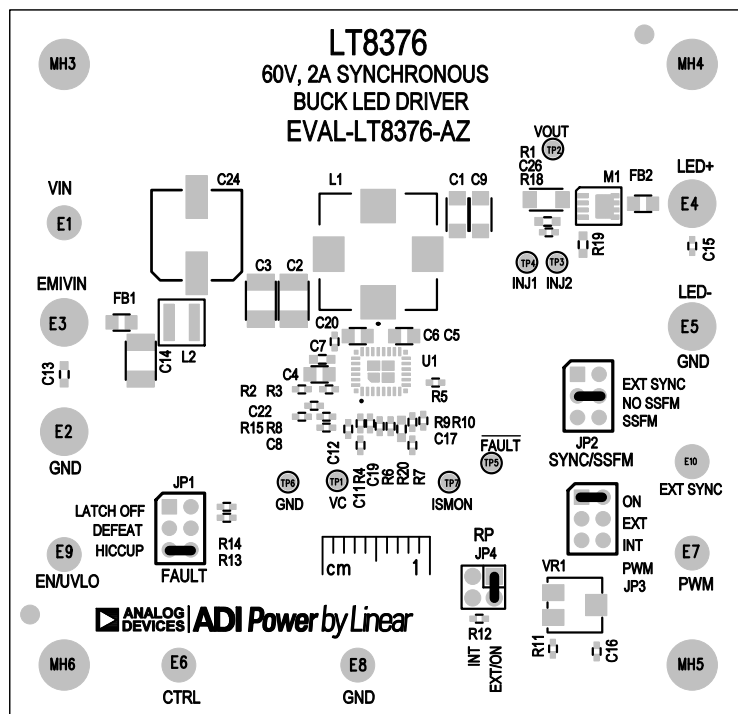 LT8376
60V, 2A SYNCHRONOUS
BUCK LED DRIVER
EVAL-LT8376-AZ
MH3
MH4
VOUT
TP2
R1
C26
R18
M1
FB2
LED+
E4
C15
R19
TP4
TP3
INJ1
INJ2
VIN
E1
C24
L1
C1
C9
EMIVIN
E3
FB1
C14
L2
C3
C2
C13
LED-
E5
GND
C20
C7
C4
C6
C5
U1
R5
R2
R3
C22
R15
R8
C8
C12
C11
R4
C19
R6
R20
R7
R9
R10
C17
E2
GND
FAULT
TP5
JP2
SYNC/SSFM
EXT SYNC
NO SSFM
SSFM
E10
EXT SYNC
TP6
GND
TP1
VC
TP7
ISMON
JP1
LATCH OFF
DEFEAT
HICCUP
FAULT
R14
R13
E9
EN/UVLO
cm
1
RP
JP4
R12
INT
EXT/ON
ON
EXT
INT
PWM
JP3
VR1
R11
C16
E7
PWM
ANALOG
DEVICES
ADI Power by Linear
MH6
E6
CTRL
E8
GND
MH5